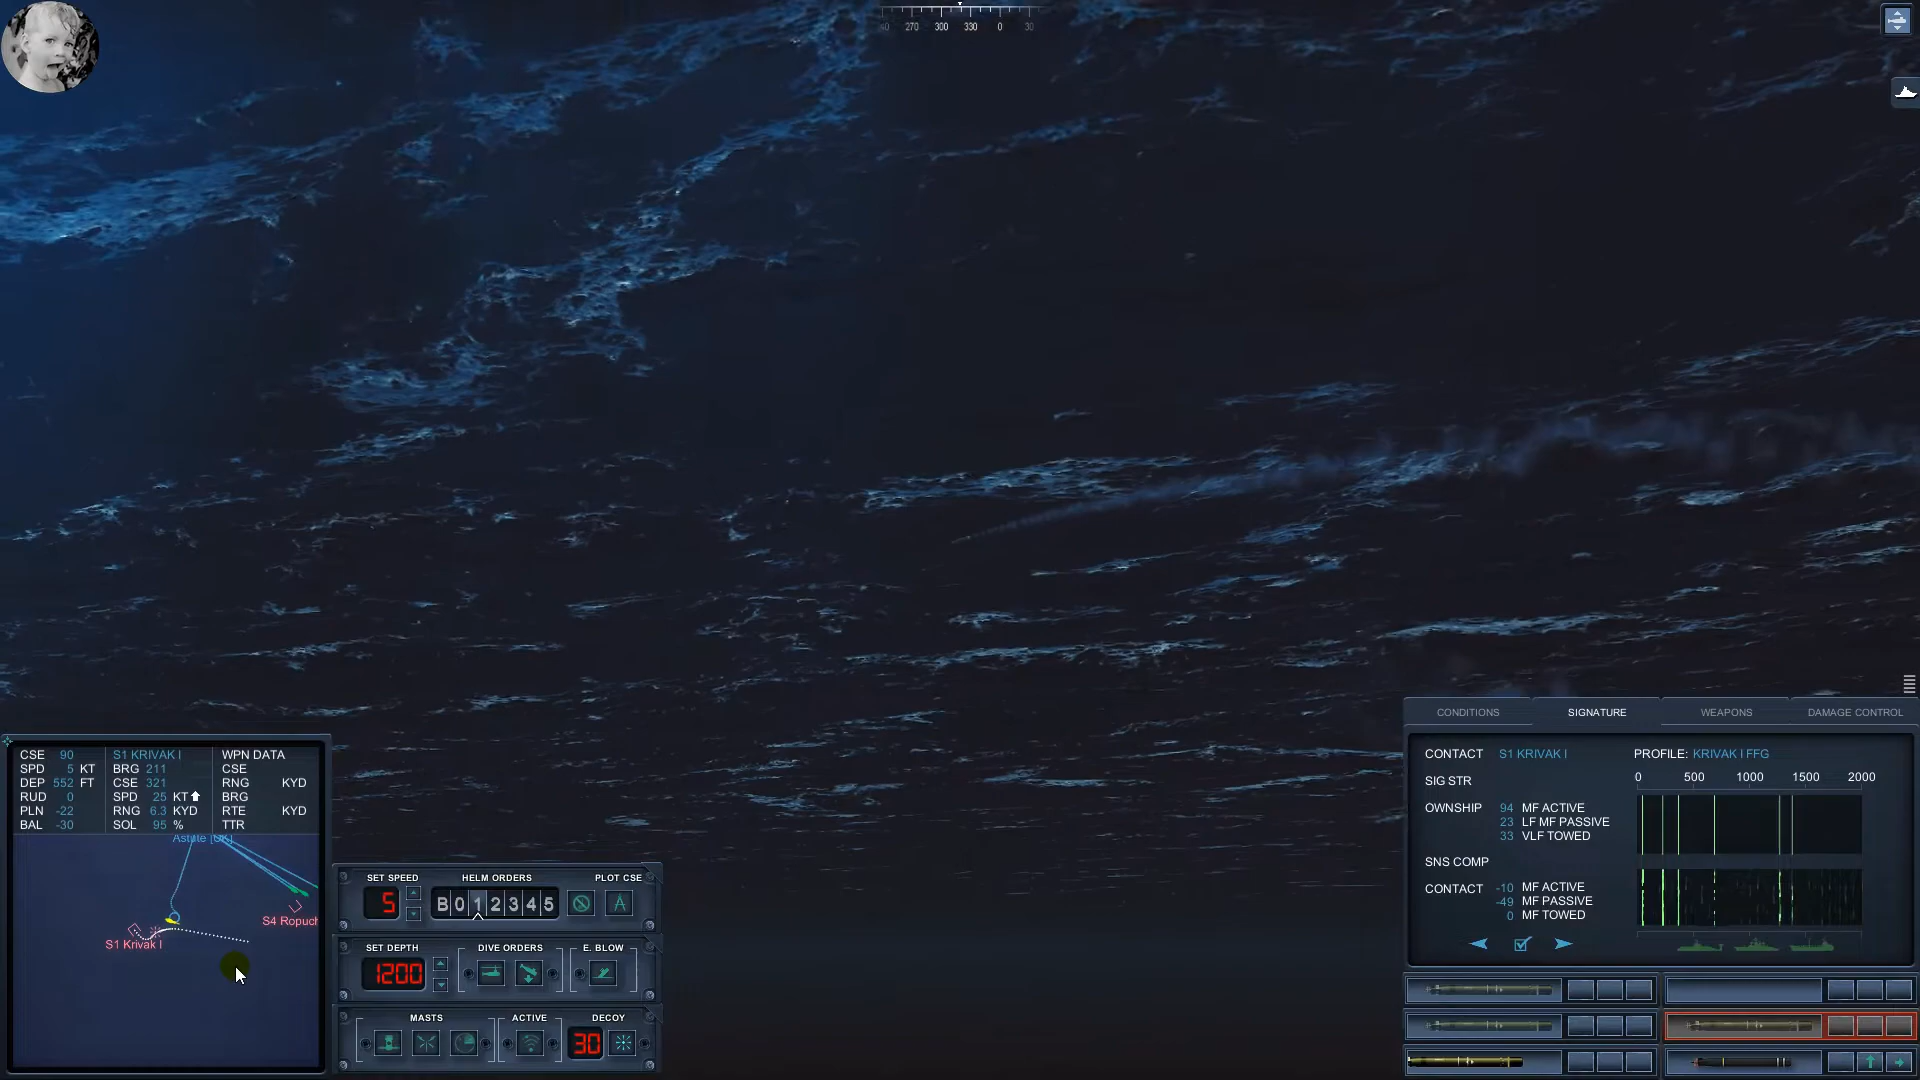 40 270 300 330 0 30
CSE 90
SPD 5 KT
DEP 552 FT
RUD 0
PLN -22
BAL -30
S1 KRIVAK I
BRG 211
CSE 321
SPD 25 KT
RNG 6.3 KYD
SOL 95 %
WPN DATA
CSE
RNG KYD
BRG
RTE KYD
TTR
Astute [UK]
S4 Ropuch
S1 Krivak I
SET SPEED HELM ORDERS PLOT CSE
5 B 0 1 2 3 4 5
SET DEPTH DIVE ORDERS E. BLOW
1200
MASTS ACTIVE DECOY
30
CONDITIONS SIGNATURE WEAPONS DAMAGE CONTROL
CONTACT S1 KRIVAK I PROFILE: KRIVAK I FFG
SIG STR 0 500 1000 1500 2000
OWNSHIP 94 MF ACTIVE
23 LF MF PASSIVE
33 VLF TOWED
SNS COMP
CONTACT -10 MF ACTIVE
-49 MF PASSIVE
0 MF TOWED